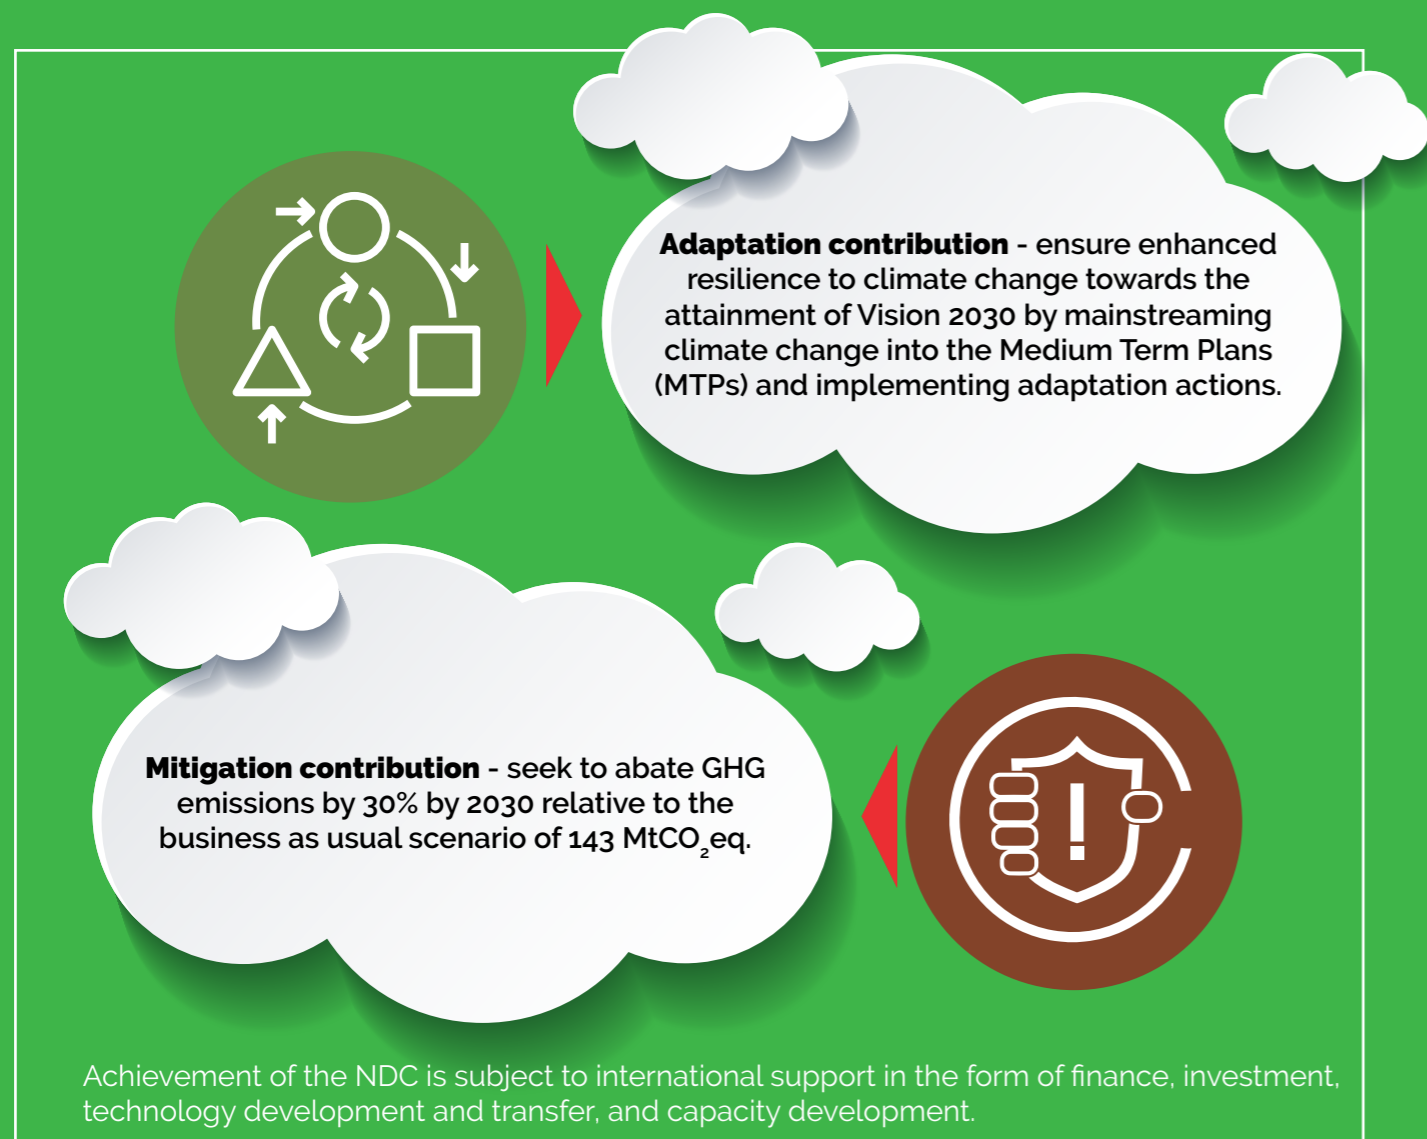 Adaptation contribution - ensure enhanced
resilience to climate change towards the
attainment of Vision 2030 by mainstreaming
climate change into the Medium Term Plans
(MTPs) and implementing adaptation actions.
Mitigation contribution - seek to abate GHG
emissions by 30% by 2030 relative to the
business as usual scenario of 143 MtCO₂eq.
Achievement of the NDC is subject to international support in the form of finance, investment,
technology development and transfer, and capacity development.